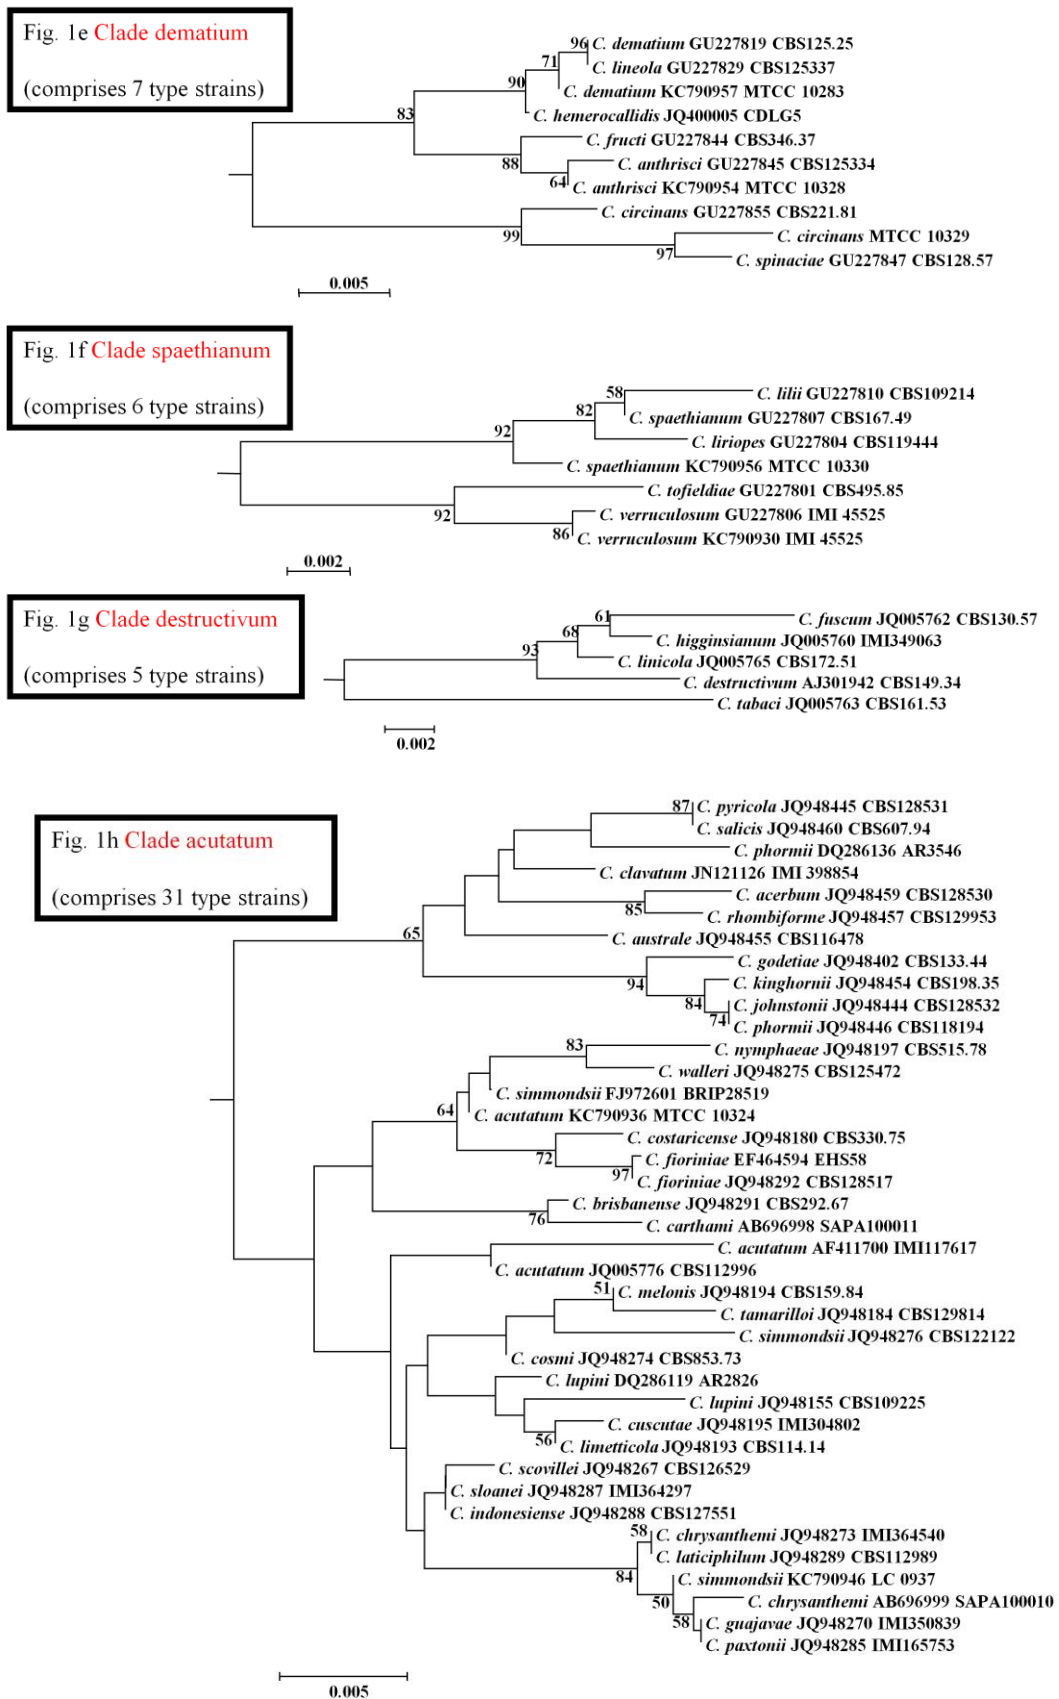 Fig. 1e Clade dematium
(comprises 7 type strains)
96 C. dematium GU227819 CBS125.25
71 C. lineola GU227829 CBS125337
90 C. dematium KC790957 MTCC 10283
83 C. hemerocallidis JQ400005 CDLG5
C. fructi GU227844 CBS346.37
88 C. anthrisci GU227845 CBS125334
64 C. anthrisci KC790954 MTCC 10328
C. circinans GU227855 CBS221.81
99 C. circinans MTCC 10329
97 C. spinaciae GU227847 CBS128.57
0.005
Fig. 1f Clade spaethianum
(comprises 6 type strains)
58 C. lilii GU227810 CBS109214
82 C. spaethianum GU227807 CBS167.49
92 C. liriopes GU227804 CBS119444
C. spaethianum KC790956 MTCC 10330
C. tofieldiae GU227801 CBS495.85
92 C. verruculosum GU227806 IMI 45525
86 C. verruculosum KC790930 IMI 45525
0.002
Fig. 1g Clade destructivum
(comprises 5 type strains)
61 C. fuscum JQ005762 CBS130.57
68 C. higginsianum JQ005760 IMI349063
93 C. linicola JQ005765 CBS172.51
C. destructivum AJ301942 CBS149.34
C. tabaci JQ005763 CBS161.53
0.002
Fig. 1h Clade acutatum
(comprises 31 type strains)
87 C. pyricola JQ948445 CBS128531
C. salicis JQ948460 CBS607.94
C. phormii DQ286136 AR3546
C. clavatum JN121126 IMI 398854
C. acerbum JQ948459 CBS128530
85 C. rhombiforme JQ948457 CBS129953
65 C. australe JQ948455 CBS116478
C. godetiae JQ948402 CBS133.44
94 C. kinghornii JQ948454 CBS198.35
84 C. johnstonii JQ948444 CBS128532
74 C. phormii JQ948446 CBS118194
83 C. nymphaeae JQ948197 CBS515.78
C. walleri JQ948275 CBS125472
C. simmondsii FJ972601 BRIP28519
64 C. acutatum KC790936 MTCC 10324
C. costaricense JQ948180 CBS330.75
72 C. fioriniae EF464594 EHS58
97 C. fioriniae JQ948292 CBS128517
C. brisbanense JQ948291 CBS292.67
76 C. carthami AB696998 SAPA100011
C. acutatum AF411700 IMI117617
C. acutatum JQ005776 CBS112996
51 C. melonis JQ948194 CBS159.84
C. tamarilloi JQ948184 CBS129814
C. simmondsii JQ948276 CBS122122
C. cosmi JQ948274 CBS853.73
C. lupini DQ286119 AR2826
C. lupini JQ948155 CBS109225
C. cuscutae JQ948195 IMI304802
56 C. limetticola JQ948193 CBS114.14
C. scovillei JQ948267 CBS126529
C. sloanei JQ948287 IMI364297
C. indonesiense JQ948288 CBS127551
58 C. chrysanthemi JQ948273 IMI364540
C. laticiphilum JQ948289 CBS112989
84 C. simmondsii KC790946 LC 0937
50 C. chrysanthemi AB696999 SAPA100010
58 C. guajavae JQ948270 IMI350839
C. paxtonii JQ948285 IMI165753
0.005